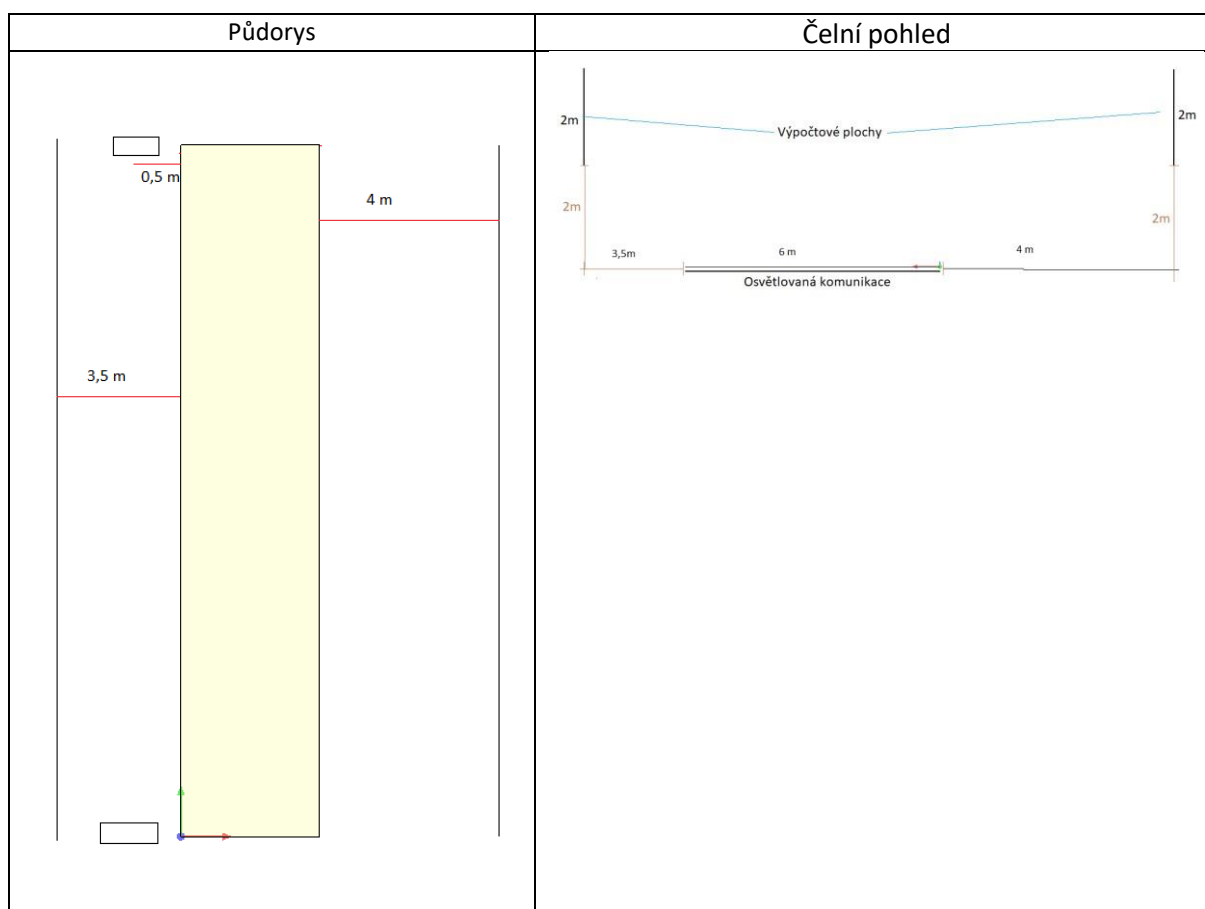 Půdorys
Čelní pohled
0,5 m
4 m
3,5 m
2m
Výpočtové plochy
2m
2m
2m
3,5m
6 m
4 m
Osvětlovaná komunikace